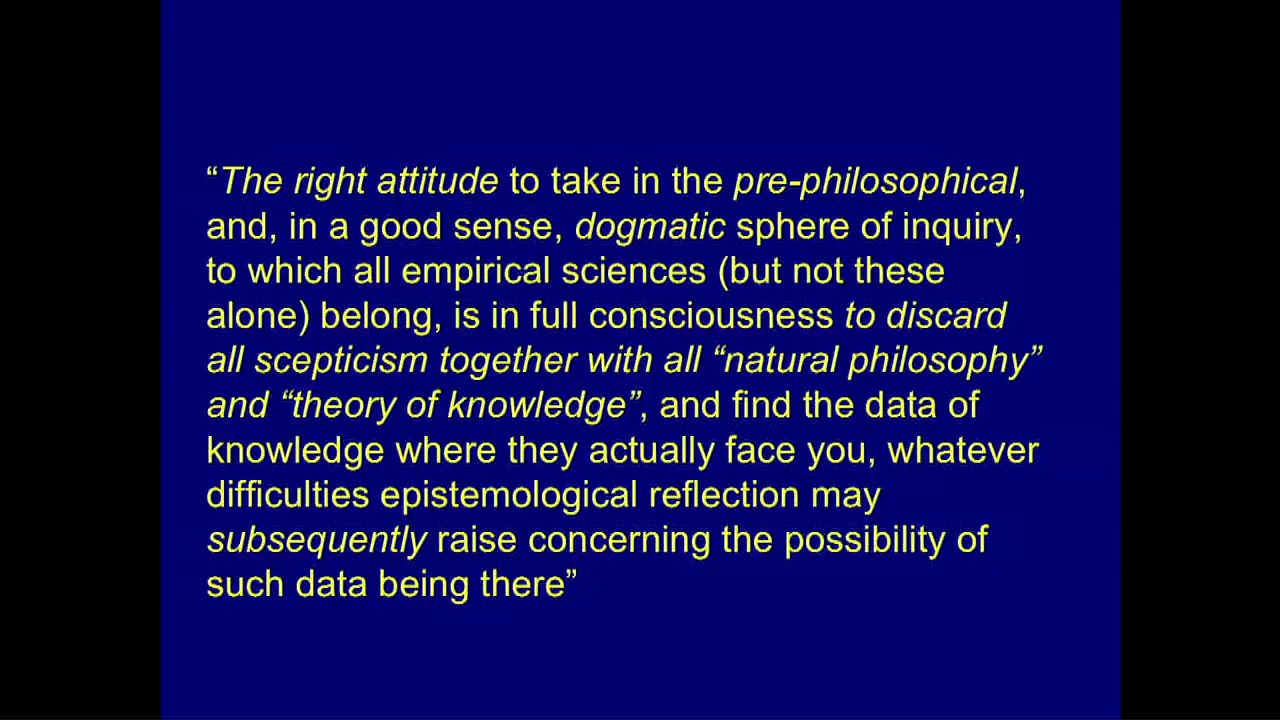 “The right attitude to take in the pre-philosophical,
and, in a good sense, dogmatic sphere of inquiry,
to which all empirical sciences (but not these
alone) belong, is in full consciousness to discard
all scepticism together with all “natural philosophy”
and “theory of knowledge”, and find the data of
knowledge where they actually face you, whatever
difficulties epistemological reflection may
subsequently raise concerning the possibility of
such data being there”